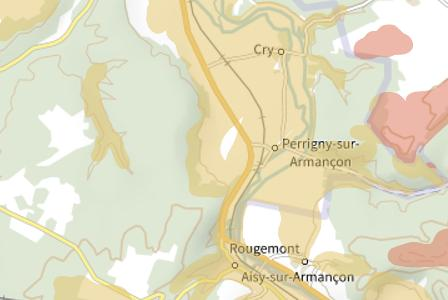 Cry
Perrigny-sur-
Armançon
Rougemont
Aisy-sur-Armançon